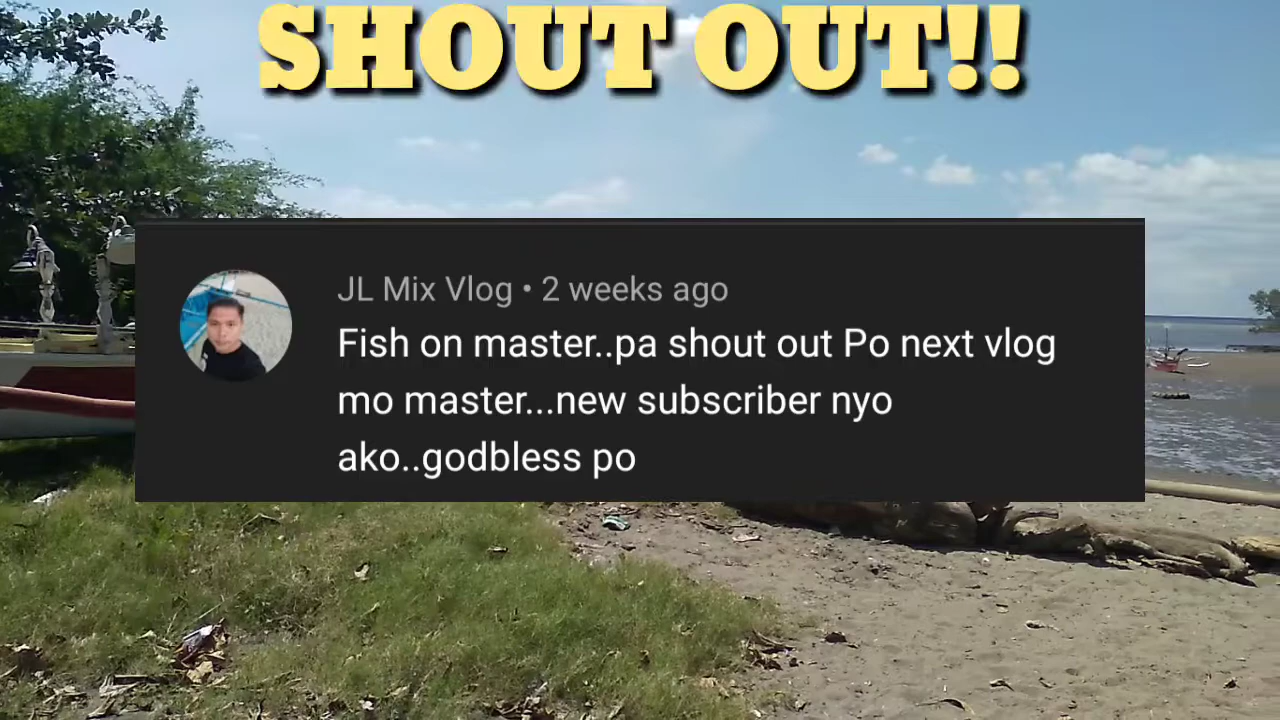 SHOUT OUT!!
JL Mix Vlog • 2 weeks ago
Fish on master..pa shout out Po next vlog
mo master...new subscriber nyo
ako..godbless po